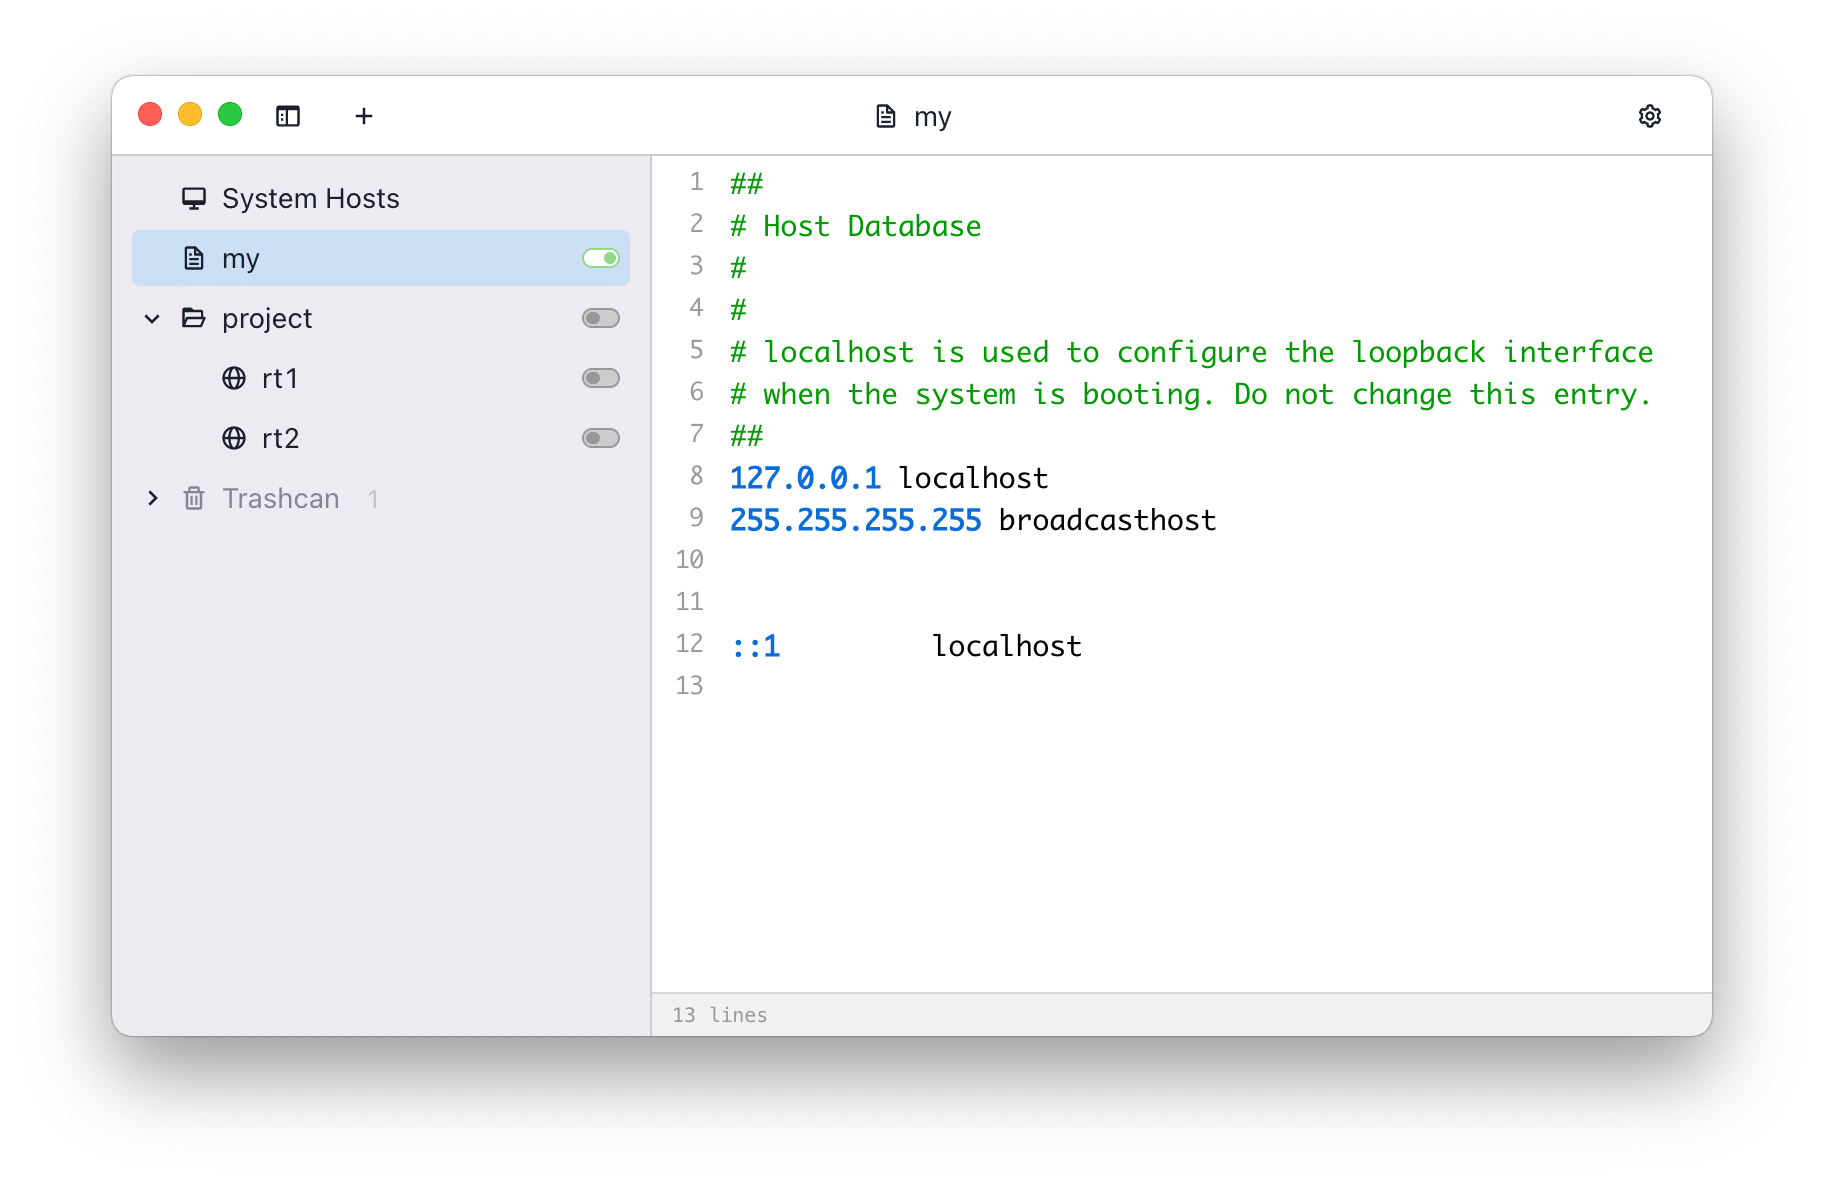 my
System Hosts
my
project
rt1
rt2
Trashcan 1
1 ##
2 # Host Database
3 #
4 #
5 # localhost is used to configure the loopback interface
6 # when the system is booting. Do not change this entry.
7 ##
8 127.0.0.1 localhost
9 255.255.255.255 broadcasthost
10
11
12 ::1         localhost
13
13 lines